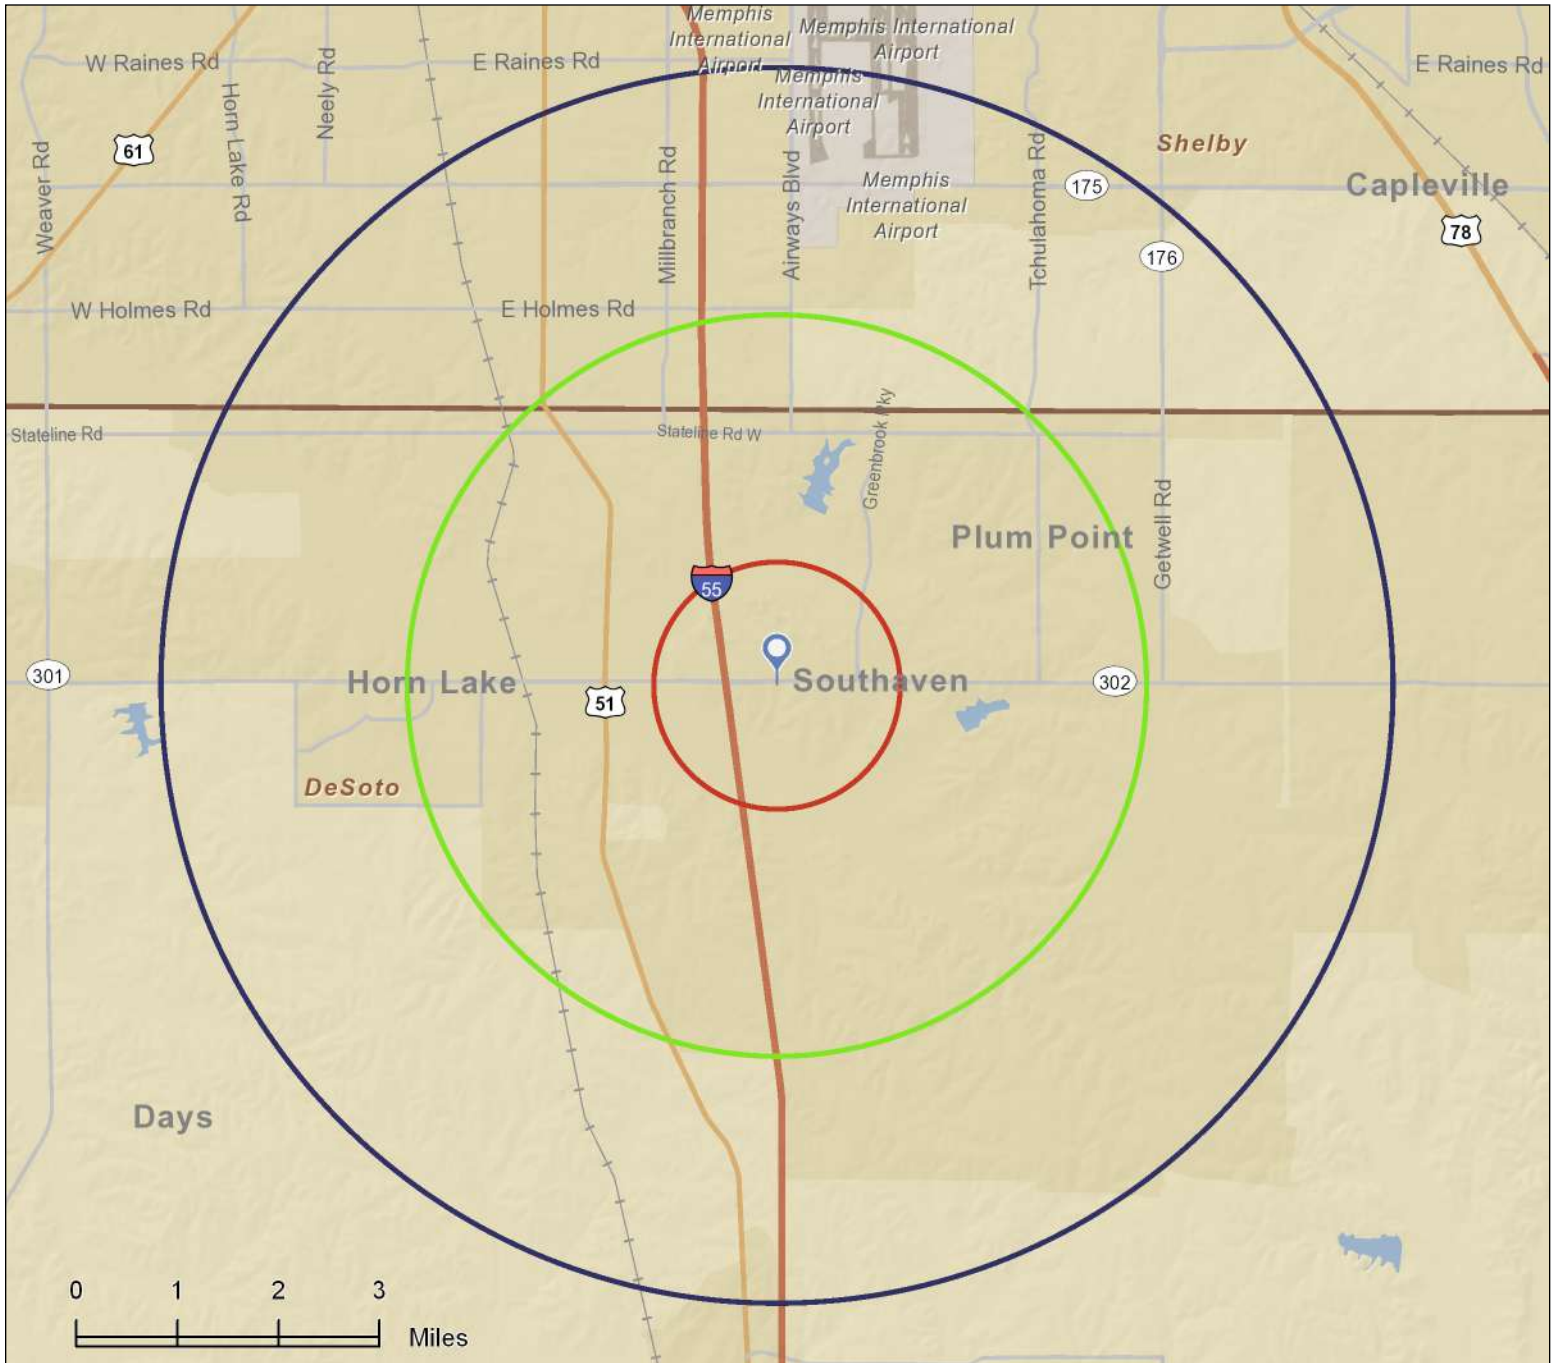 Memphis
International
Airport
Memphis International
Airport
W Raines Rd
E Raines Rd
E Raines Rd
Neely Rd
Horn Lake Rd
Memphis
International
Airport
61
Weaver Rd
Millbranch Rd
Airways Blvd
Tchulahoma Rd
Shelby
175
Capleville
Memphis
International
Airport
78
176
W Holmes Rd
E Holmes Rd
Stateline Rd
Stateline Rd W
Greenbrook Pky
Plum Point
Getwell Rd
55
301
Horn Lake
51
Southaven
302
DeSoto
Days
0 1 2 3
Miles